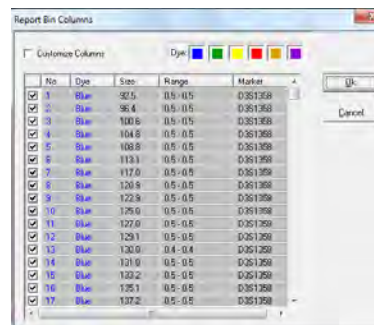 Report Bin Columns
Customize Columns Dye:
No Dye Size Range Marker
1 Blue 92.5 0.5 - 0.5 D3S1358
2 Blue 96.4 0.5 - 0.5 D3S1358
3 Blue 100.6 0.5 - 0.5 D3S1358
4 Blue 104.8 0.5 - 0.5 D3S1358
5 Blue 108.8 0.5 - 0.5 D3S1358
6 Blue 113.1 0.5 - 0.5 D3S1358
7 Blue 117.0 0.5 - 0.5 D3S1358
8 Blue 120.9 0.5 - 0.5 D3S1358
9 Blue 122.9 0.5 - 0.5 D3S1358
10 Blue 125.0 0.5 - 0.5 D3S1358
11 Blue 127.0 0.5 - 0.5 D3S1358
12 Blue 129.1 0.5 - 0.5 D3S1358
13 Blue 130.0 0.4 - 0.4 D3S1358
14 Blue 131.0 0.5 - 0.5 D3S1358
15 Blue 133.2 0.5 - 0.5 D3S1358
16 Blue 135.1 0.5 - 0.5 D3S1358
17 Blue 137.2 0.5 - 0.5 D3S1358
Ok
Cancel